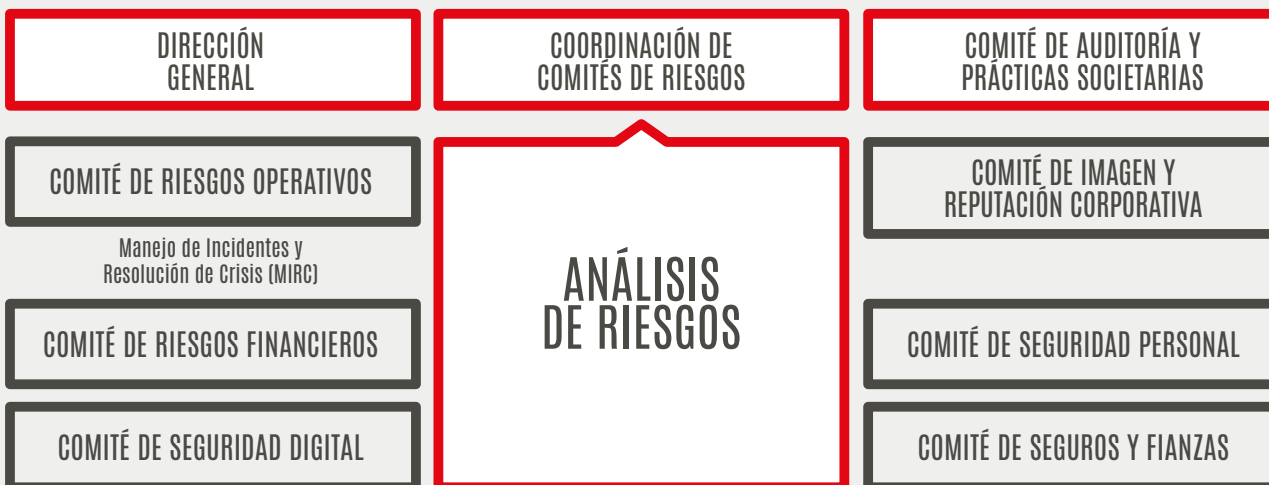 DIRECCIÓN
GENERAL
COORDINACIÓN DE
COMITÉS DE RIESGOS
COMITÉ DE AUDITORÍA Y
PRÁCTICAS SOCIETARIAS
COMITÉ DE RIESGOS OPERATIVOS
Manejo de Incidentes y
Resolución de Crisis (MIRC)
COMITÉ DE RIESGOS FINANCIEROS
COMITÉ DE SEGURIDAD DIGITAL
ANÁLISIS
DE RIESGOS
COMITÉ DE IMAGEN Y
REPUTACIÓN CORPORATIVA
COMITÉ DE SEGURIDAD PERSONAL
COMITÉ DE SEGUROS Y FIANZAS